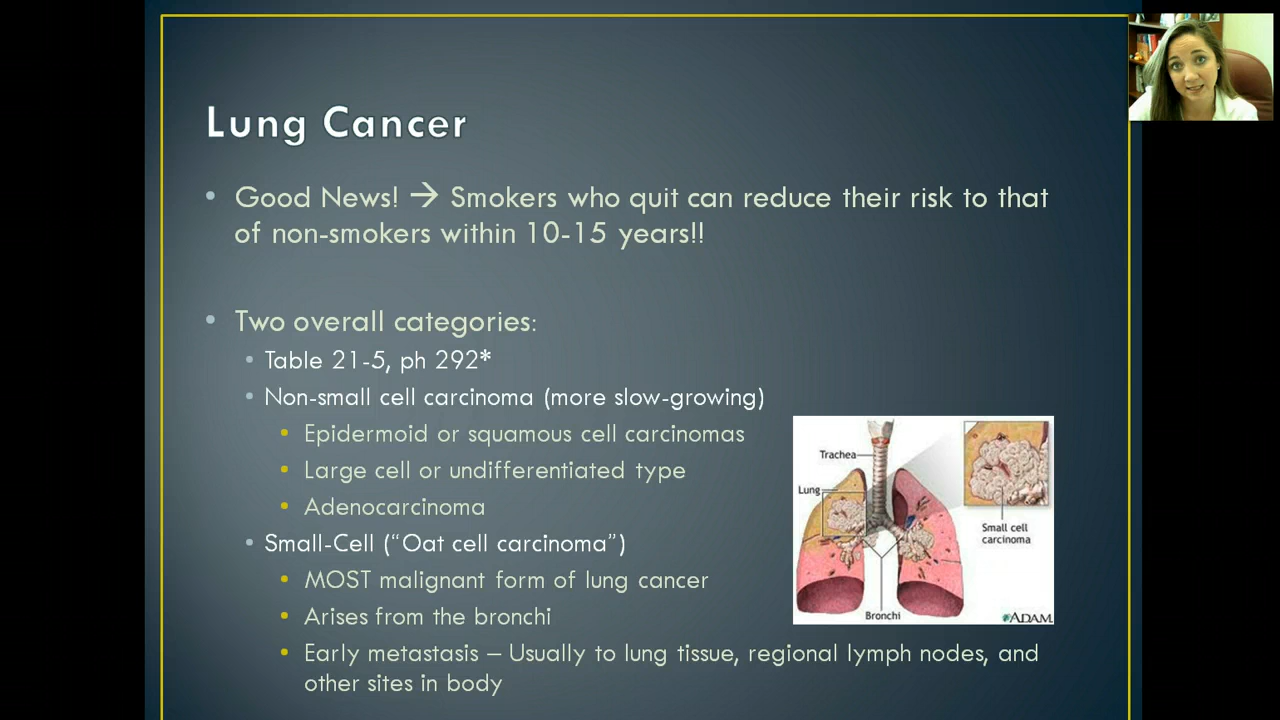 Lung Cancer
• Good News! → Smokers who quit can reduce their risk to that
of non-smokers within 10-15 years!!
• Two overall categories:
• Table 21-5, ph 292*
• Non-small cell carcinoma (more slow-growing)
• Epidermoid or squamous cell carcinomas
• Large cell or undifferentiated type
• Adenocarcinoma
• Small-Cell (“Oat cell carcinoma”)
• MOST malignant form of lung cancer
• Arises from the bronchi
• Early metastasis – Usually to lung tissue, regional lymph nodes, and
other sites in body
Trachea
Lung
Small cell
carcinoma
Bronchi
ADAM.